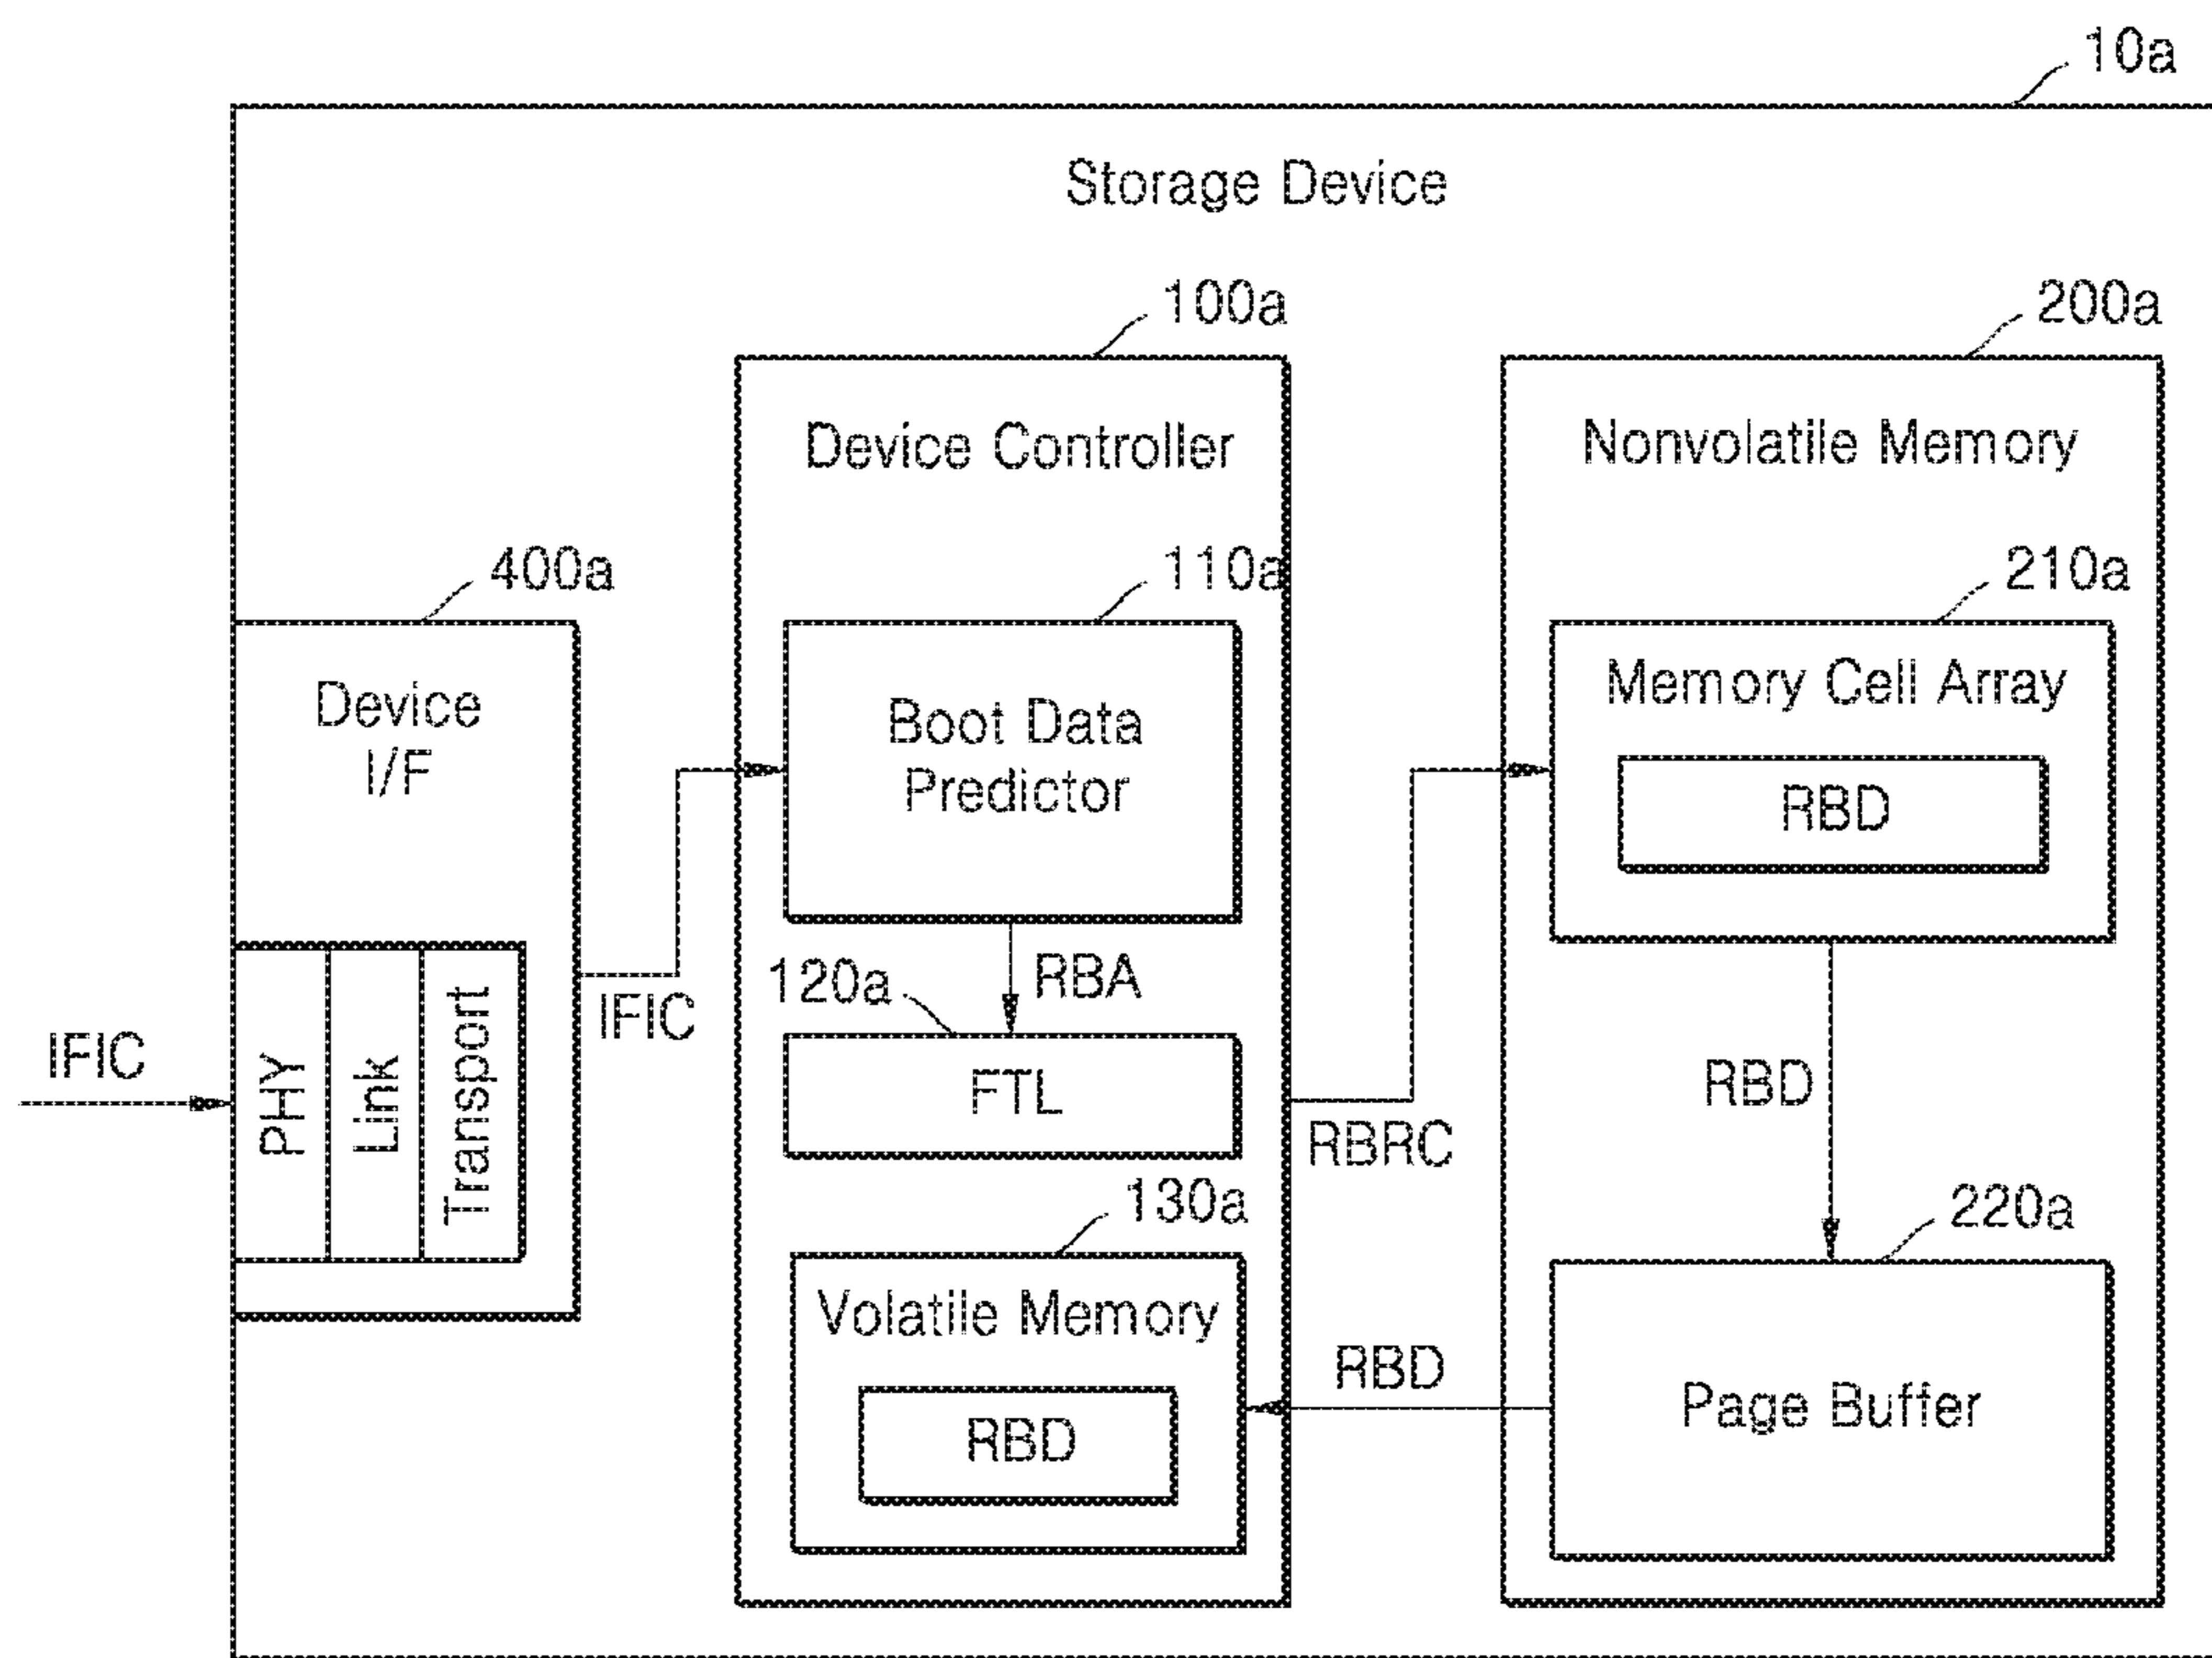 10a
Storage Device
100a
200a
Device Controller
Nonvolatile Memory
400a
110a
210a
Device
I/F
Boot Data
Predictor
Memory Cell Array
RBD
IFIC
PHY
Link
Transport
IFIC
RBA
120a
FTL
RBRC
RBD
130a
220a
Volatile Memory
RBD
RBD
Page Buffer